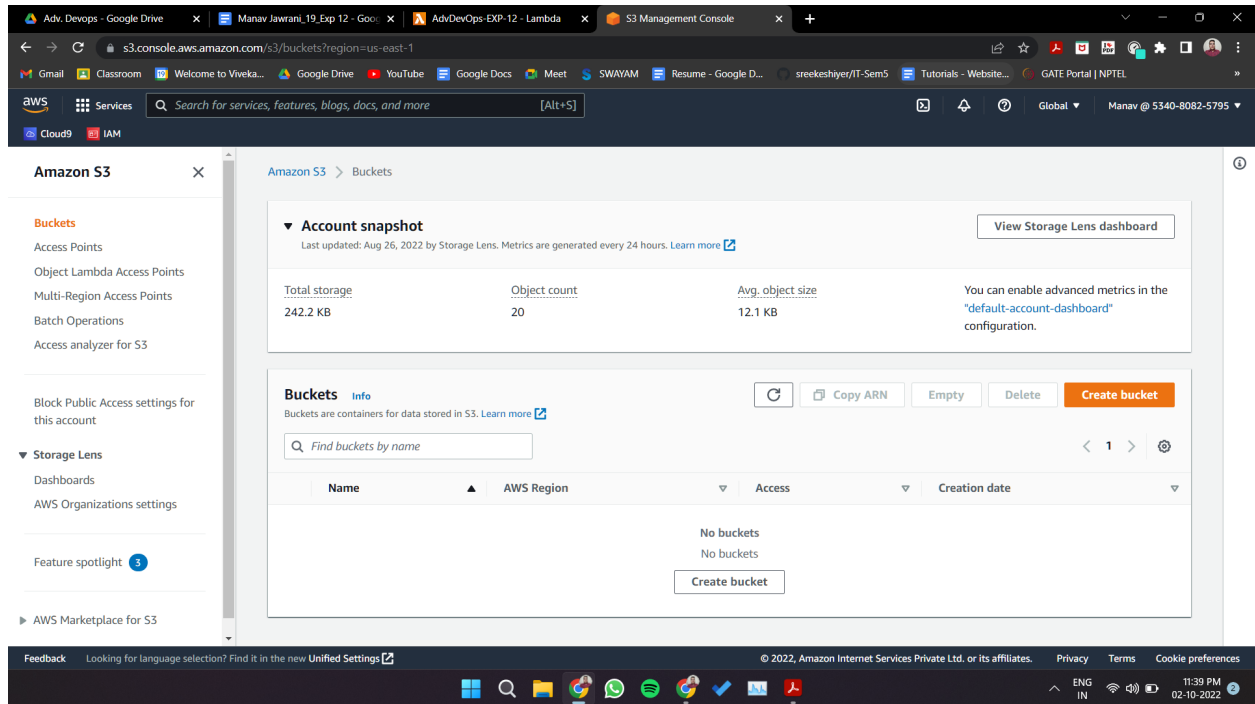 Adv. Devops - Google Drive
Manav Jawrani_19_Exp 12 - Goog
AdvDevOps-EXP-12 - Lambda
S3 Management Console
s3.console.aws.amazon.com/s3/buckets?region=us-east-1
Gmail
Classroom
Welcome to Viveka...
Google Drive
YouTube
Google Docs
Meet
SWAYAM
Resume - Google D...
sreekeshiyer/IT-Sem5
Tutorials - Website...
GATE Portal | NPTEL
»
aws
Services
Search for services, features, blogs, docs, and more
[Alt+S]
Global ▼
Manav @ 5340-8082-5795 ▼
Cloud9
IAM
Amazon S3
Buckets
Access Points
Object Lambda Access Points
Multi-Region Access Points
Batch Operations
Access analyzer for S3
Block Public Access settings for
this account
Storage Lens
Dashboards
AWS Organizations settings
Feature spotlight 3
AWS Marketplace for S3
Amazon S3 > Buckets
Account snapshot
Last updated: Aug 26, 2022 by Storage Lens. Metrics are generated every 24 hours. Learn more
View Storage Lens dashboard
Total storage
242.2 KB
Object count
20
Avg. object size
12.1 KB
You can enable advanced metrics in the
"default-account-dashboard"
configuration.
Buckets Info
Buckets are containers for data stored in S3. Learn more
Copy ARN
Empty
Delete
Create bucket
Find buckets by name
< 1 >
Name
AWS Region
Access
Creation date
No buckets
No buckets
Create bucket
Feedback
Looking for language selection? Find it in the new Unified Settings
© 2022, Amazon Internet Services Private Ltd. or its affiliates.
Privacy
Terms
Cookie preferences
ENG
IN
11:39 PM
02-10-2022
2